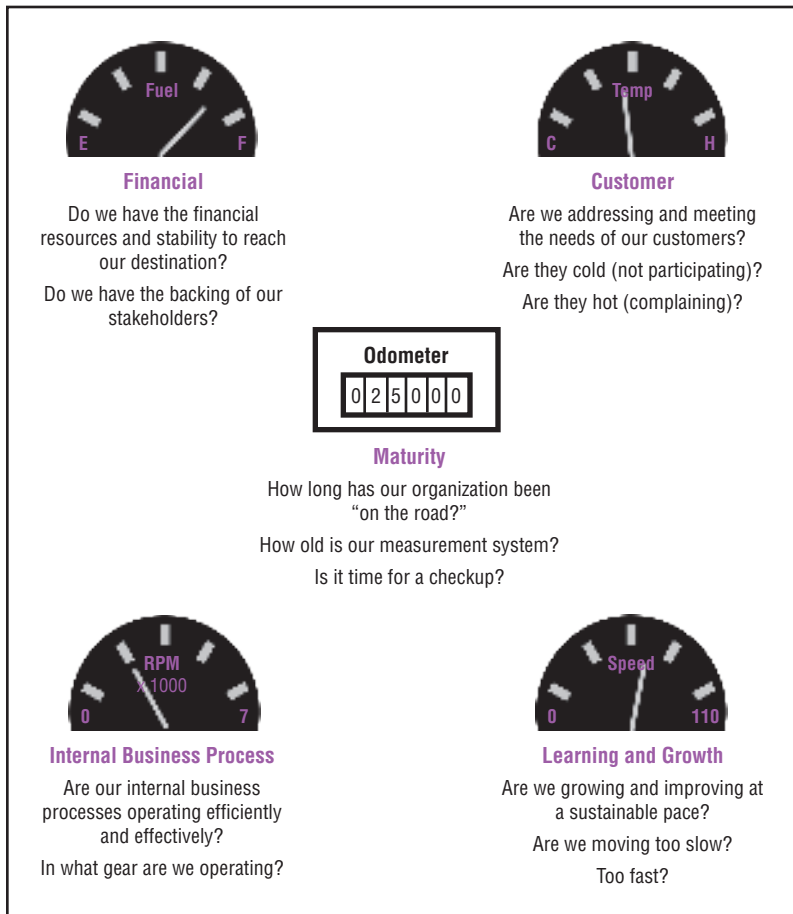 Fuel
E F
Financial
Do we have the financial
resources and stability to reach
our destination?
Do we have the backing of our
stakeholders?
Temp
C H
Customer
Are we addressing and meeting
the needs of our customers?
Are they cold (not participating)?
Are they hot (complaining)?
Odometer
0 2 5 0 0 0
Maturity
How long has our organization been
“on the road?”
How old is our measurement system?
Is it time for a checkup?
RPM
x 1000
0 7
Internal Business Process
Are our internal business
processes operating efficiently
and effectively?
In what gear are we operating?
Speed
0 110
Learning and Growth
Are we growing and improving at
a sustainable pace?
Are we moving too slow?
Too fast?